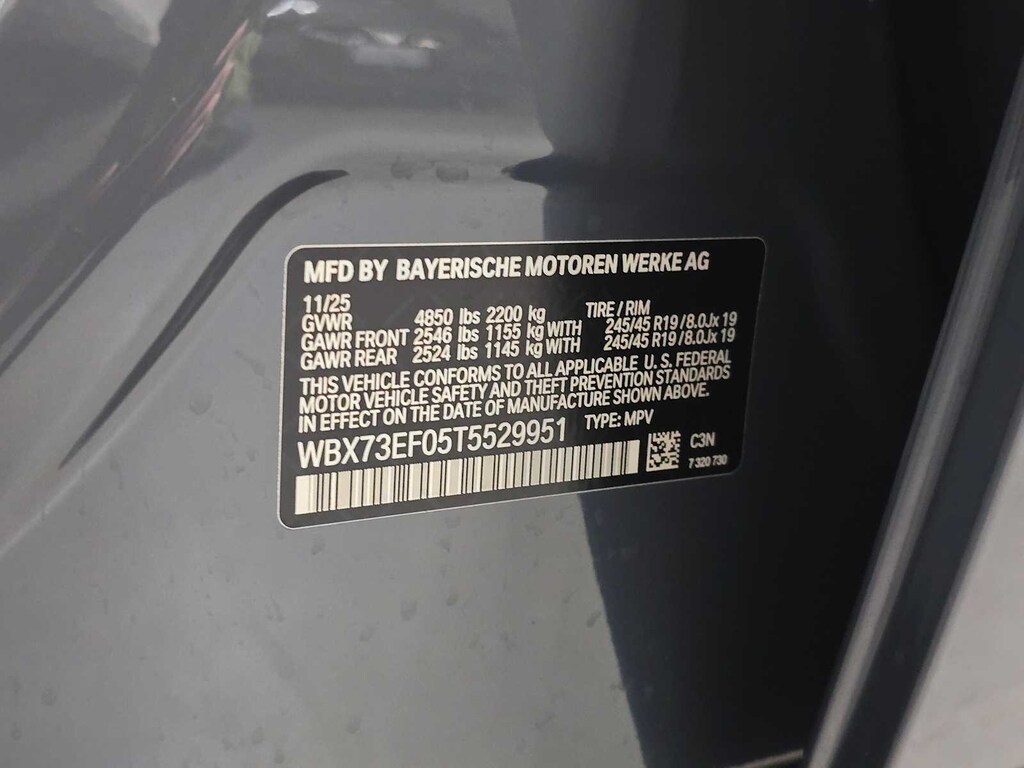 MFD BY BAYERISCHE MOTOREN WERKE AG
11/25 TIRE / RIM
GVWR 4850 lbs 2200 kg
GAWR FRONT 2546 lbs 1155 kg WITH 245/45 R19 / 8.0Jx 19
GAWR REAR 2524 lbs 1145 kg WITH 245/45 R19 / 8.0Jx 19
THIS VEHICLE CONFORMS TO ALL APPLICABLE U. S. FEDERAL
MOTOR VEHICLE SAFETY AND THEFT PREVENTION STANDARDS
IN EFFECT ON THE DATE OF MANUFACTURE SHOWN ABOVE.
WBX73EF05T5529951 TYPE: MPV
C3N
7 320 730